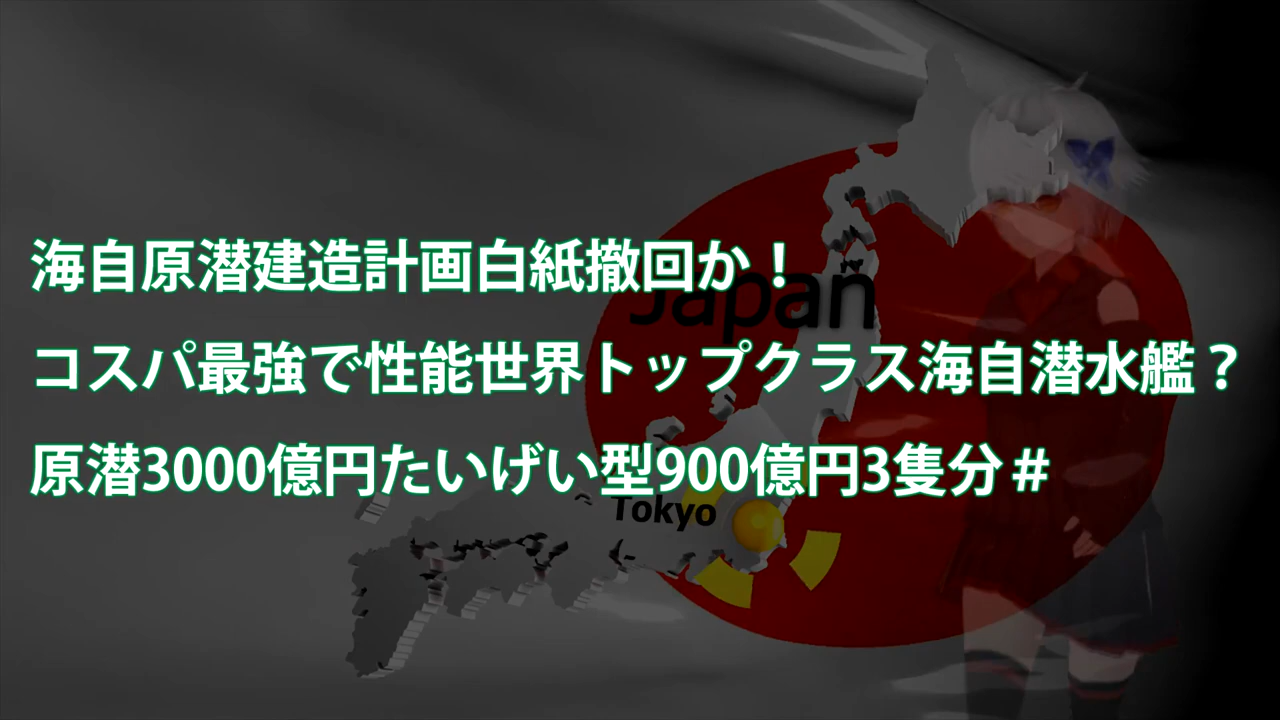 海自原潜建造計画白紙撤回か！
コスパ最強で性能世界トップクラス海自潜水艦？
原潜3000億円たいげい型900億円3隻分＃
Japan
Tokyo